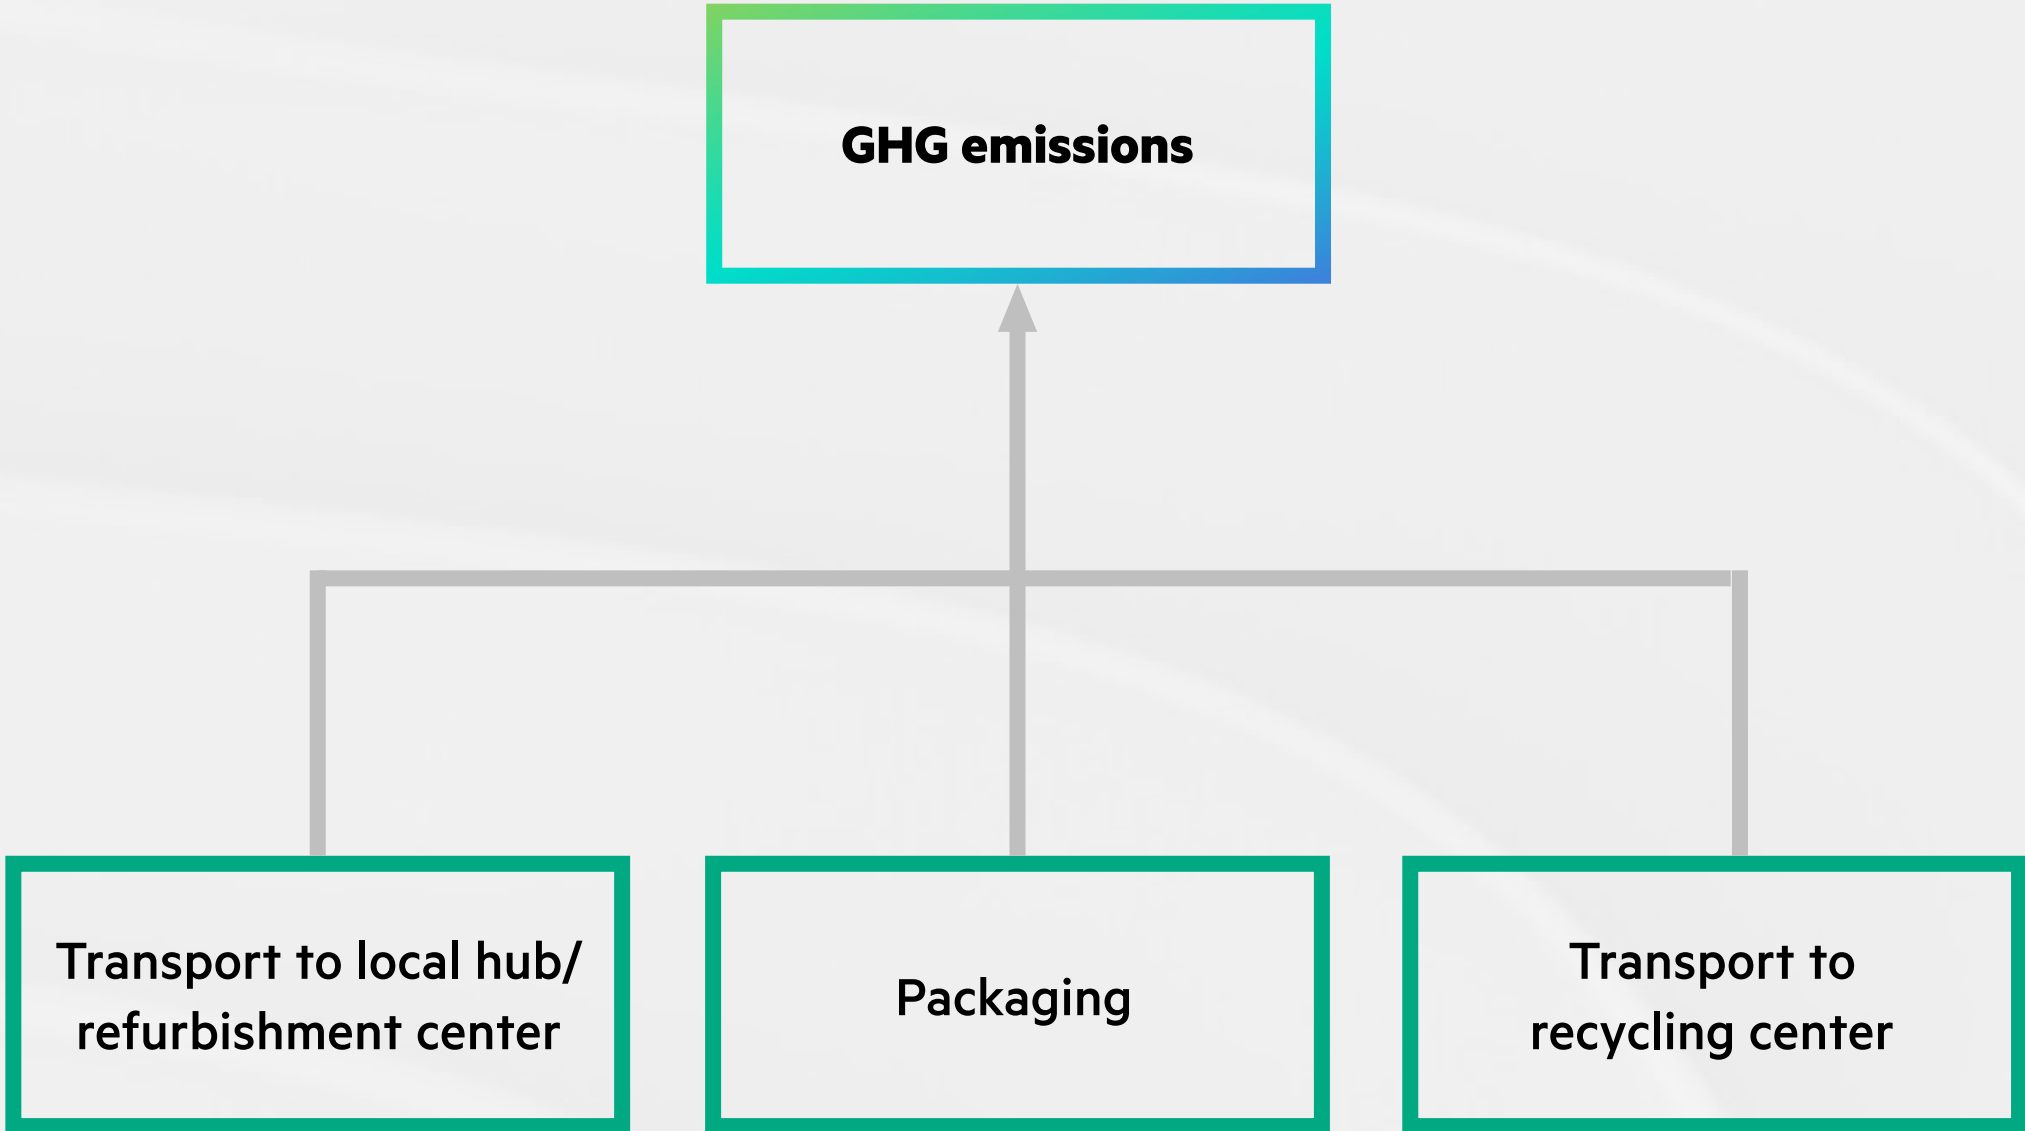 GHG emissions
Transport to local hub/
refurbishment center
Packaging
Transport to
recycling center